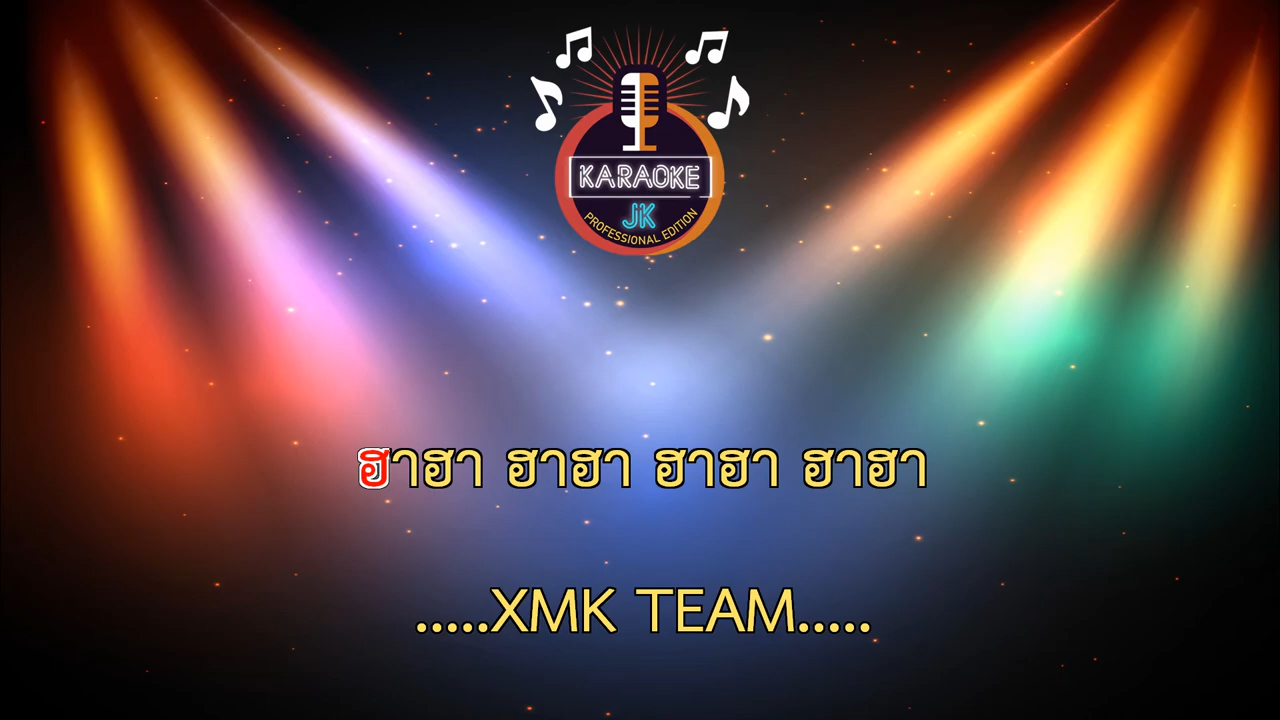 KARAOKE
JK
PROFESSIONAL EDITION
ฮาฮา ฮาฮา ฮาฮา ฮาฮา
.....XMK TEAM.....